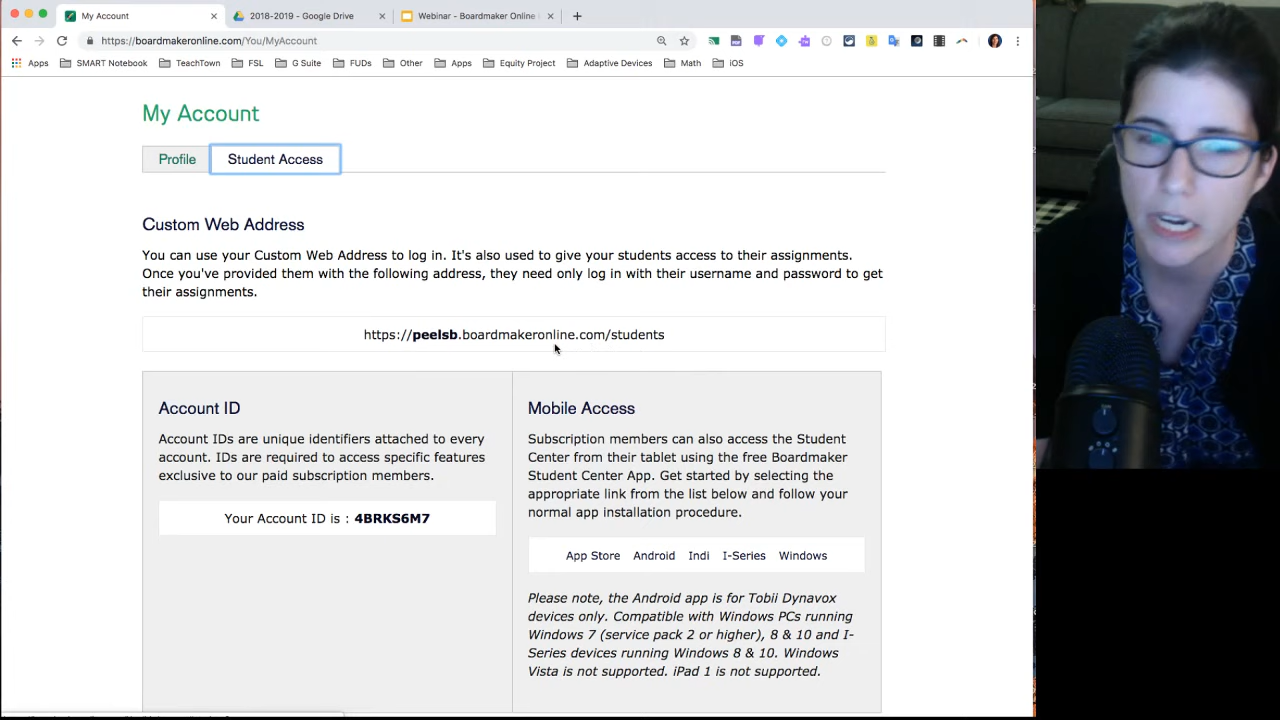 My Account
2018-2019 - Google Drive
Webinar - Boardmaker Online
https://boardmakeronline.com/You/MyAccount
Apps SMART Notebook TeachTown FSL G Suite FUDs Other Apps Equity Project Adaptive Devices Math iOS
My Account
Profile
Student Access
Custom Web Address
You can use your Custom Web Address to log in. It's also used to give your students access to their assignments.
Once you've provided them with the following address, they need only log in with their username and password to get
their assignments.
https://peelsb.boardmakeronline.com/students
Account ID
Account IDs are unique identifiers attached to every
account. IDs are required to access specific features
exclusive to our paid subscription members.
Your Account ID is : 4BRKS6M7
Mobile Access
Subscription members can also access the Student
Center from their tablet using the free Boardmaker
Student Center App. Get started by selecting the
appropriate link from the list below and follow your
normal app installation procedure.
App Store Android Indi I-Series Windows
Please note, the Android app is for Tobii Dynavox
devices only. Compatible with Windows PCs running
Windows 7 (service pack 2 or higher), 8 & 10 and I-
Series devices running Windows 8 & 10. Windows
Vista is not supported. iPad 1 is not supported.